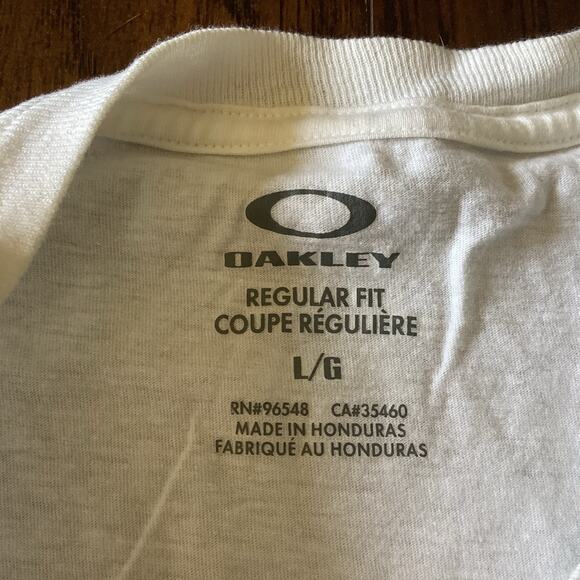 OAKLEY
REGULAR FIT
COUPE RÉGULIÈRE
L/G
RN#96548 CA#35460
MADE IN HONDURAS
FABRIQUÉ AU HONDURAS